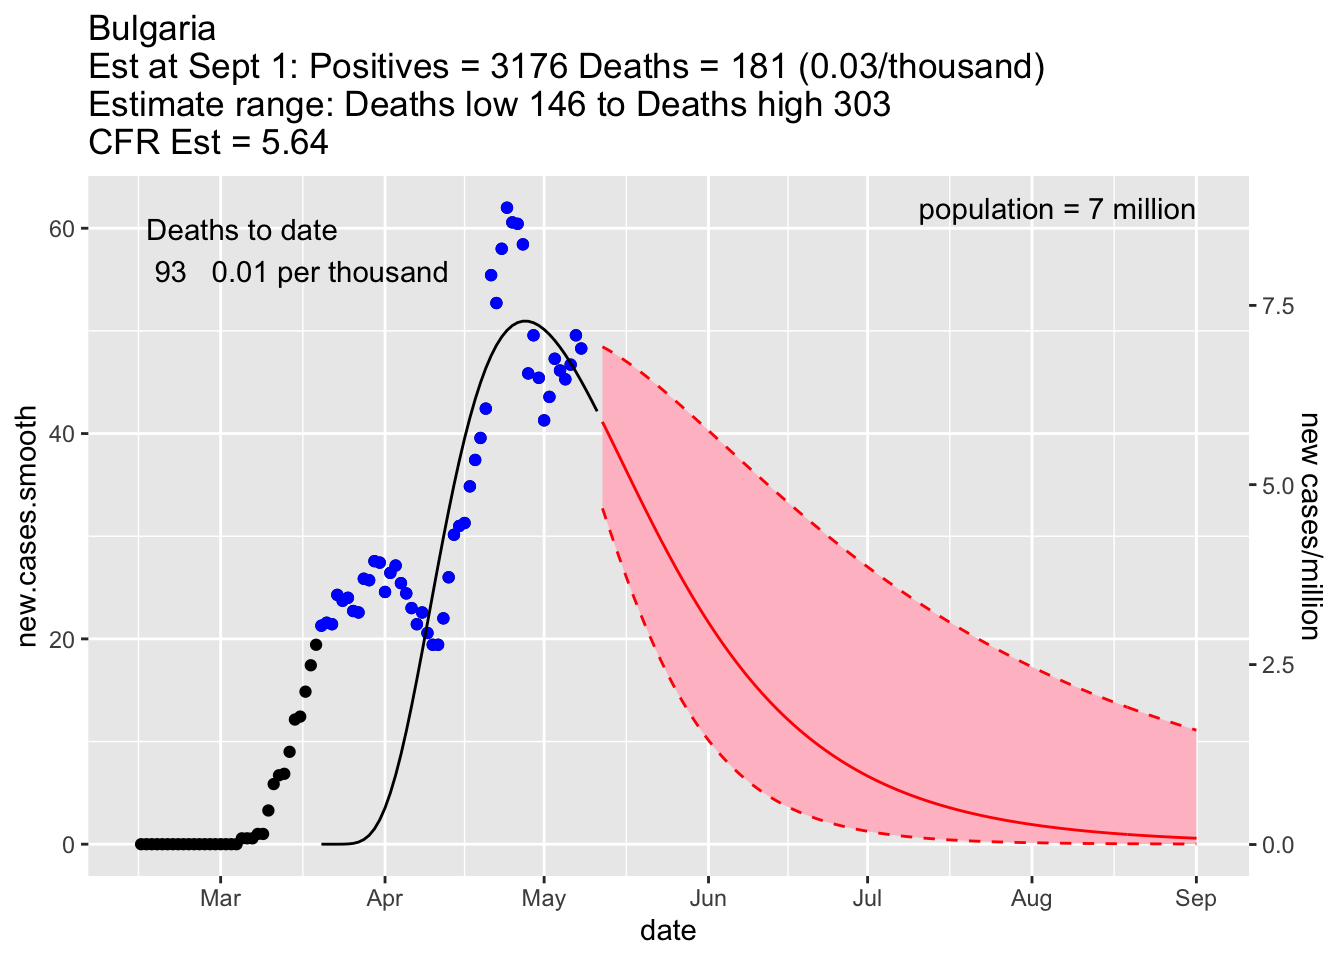 Bulgaria
Est at Sept 1: Positives = 3176 Deaths = 181 (0.03/thousand)
Estimate range: Deaths low 146 to Deaths high 303
CFR Est = 5.64
Deaths to date
93 0.01 per thousand
population = 7 million
60
40
20
0
new.cases.smooth
7.5
5.0
2.5
0.0
new cases/million
Mar Apr May Jun Jul Aug Sep
date